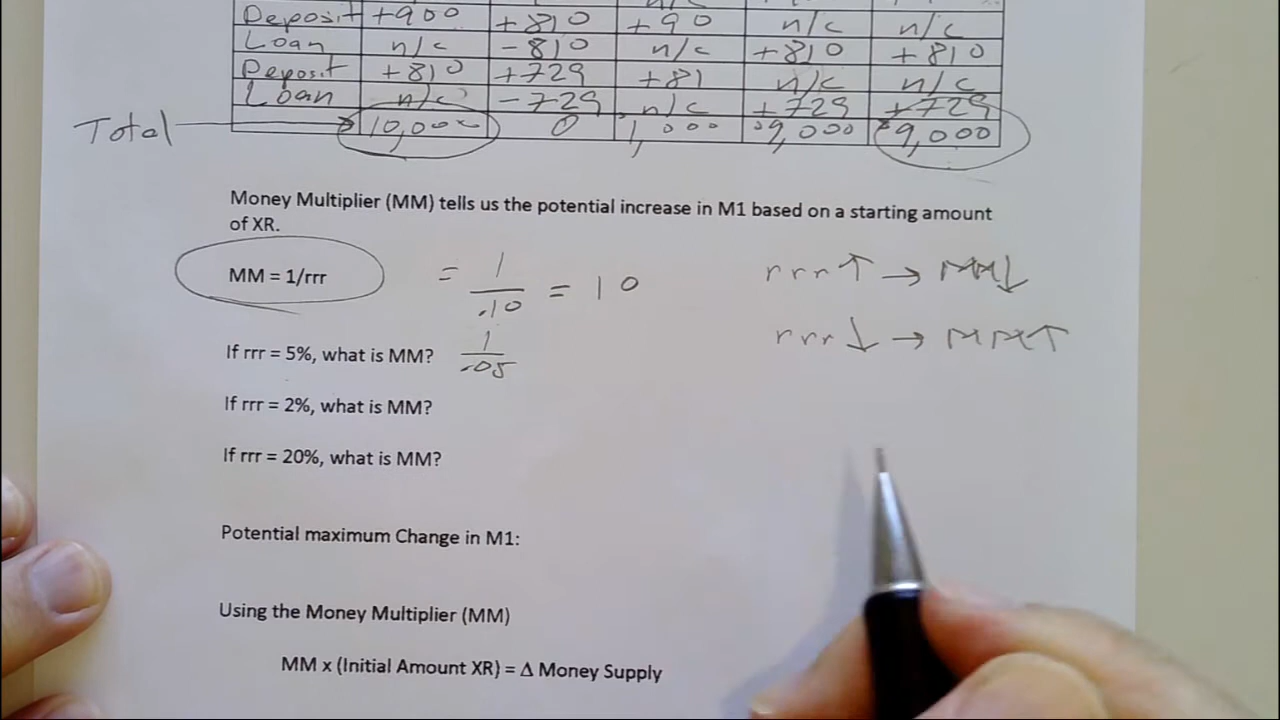 Deposit +900 +810 +90 n/c n/c
Loan n/c -810 n/c +810 +810
Deposit +810 +729 +81 n/c n/c
Loan n/c -729 n/c +729 +729
Total 10,000 0 1,000 9,000 9,000
Money Multiplier (MM) tells us the potential increase in M1 based on a starting amount
of XR.
MM = 1/rrr = 1/.10 = 10 rrr↑ → MM↓
rrr↓ → MM↑
If rrr = 5%, what is MM? 1/.05
If rrr = 2%, what is MM?
If rrr = 20%, what is MM?
Potential maximum Change in M1:
Using the Money Multiplier (MM)
MM x (Initial Amount XR) = Δ Money Supply